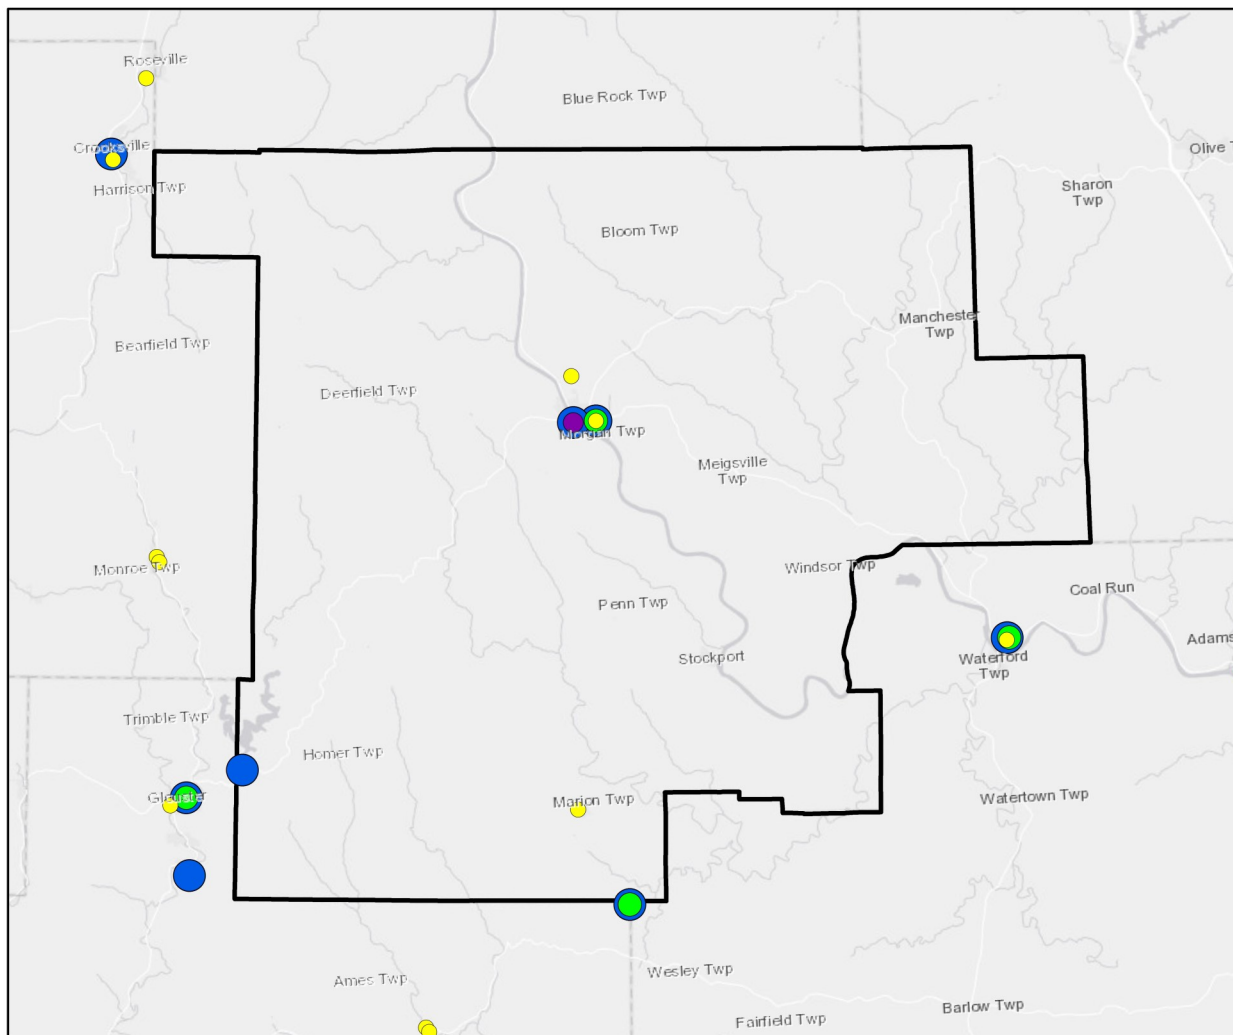 Roseville
Blue Rock Twp
Crooksville
Olive T
Harrison Twp
Sharon
Twp
Bloom Twp
Manchester
Twp
Bearfield Twp
Deerfield Twp
Morgan Twp
Meigsville
Twp
Monroe Twp
Windsor Twp
Coal Run
Penn Twp
Adams
Stockport
Waterford
Twp
Trimble Twp
Homer Twp
Glouster
Marion Twp
Watertown Twp
Wesley Twp
Ames Twp
Barlow Twp
Fairfield Twp